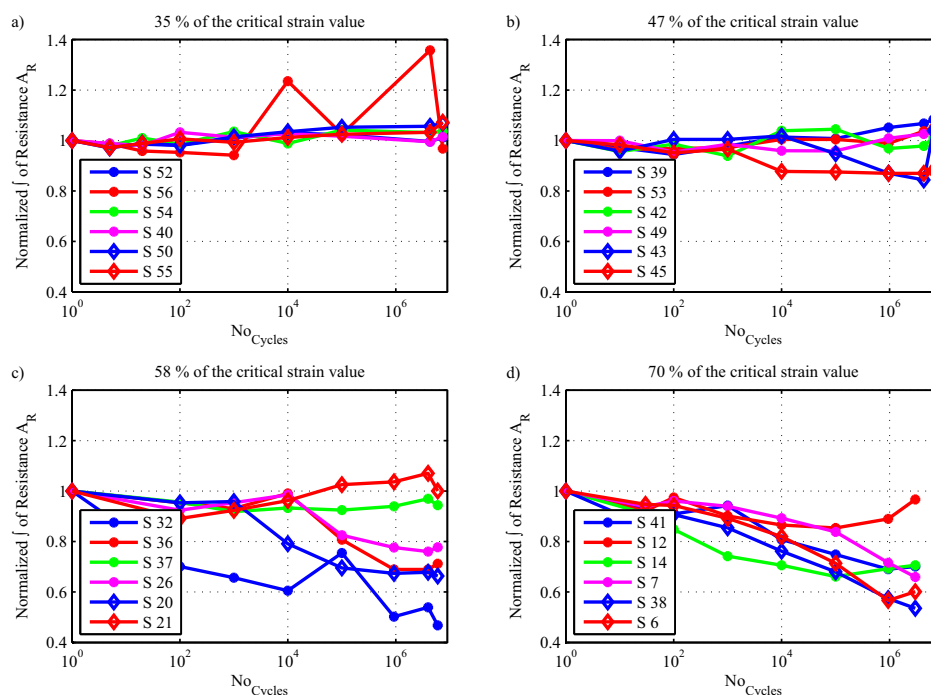 a) 35 % of the critical strain value
1.4
1.2
1.0
0.8
0.6
0.4
Normalized ∫ of Resistance A_R
S 52
S 56
S 54
S 40
S 50
S 55
10^0 10^2 10^4 10^6
No_Cycles
b) 47 % of the critical strain value
1.4
1.2
1.0
0.8
0.6
0.4
Normalized ∫ of Resistance A_R
S 39
S 53
S 42
S 49
S 43
S 45
10^0 10^2 10^4 10^6
No_Cycles
c) 58 % of the critical strain value
1.4
1.2
1.0
0.8
0.6
0.4
Normalized ∫ of Resistance A_R
S 32
S 36
S 37
S 26
S 20
S 21
10^0 10^2 10^4 10^6
No_Cycles
d) 70 % of the critical strain value
1.4
1.2
1.0
0.8
0.6
0.4
Normalized ∫ of Resistance A_R
S 41
S 12
S 14
S 7
S 38
S 6
10^0 10^2 10^4 10^6
No_Cycles